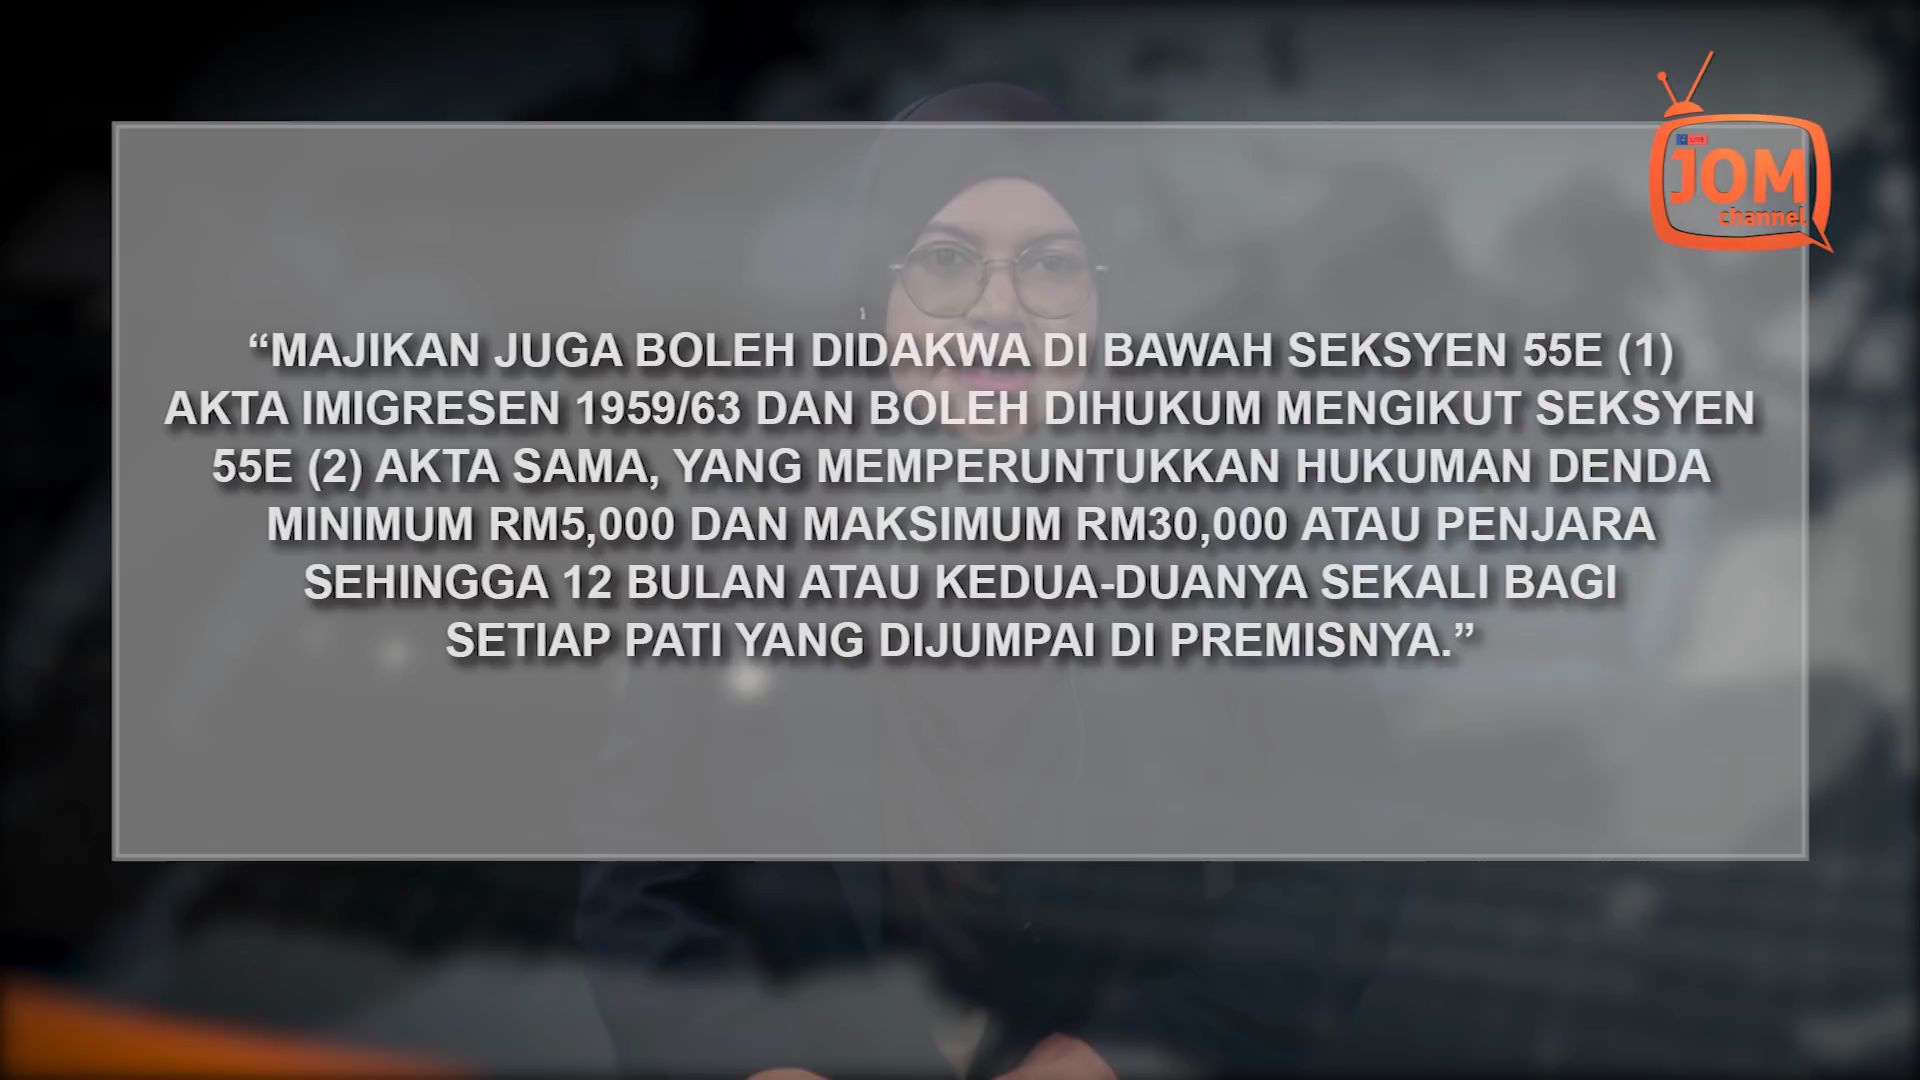 LIVE
JOM
channel
“MAJIKAN JUGA BOLEH DIDAKWA DI BAWAH SEKSYEN 55E (1)
AKTA IMIGRESEN 1959/63 DAN BOLEH DIHUKUM MENGIKUT SEKSYEN
55E (2) AKTA SAMA, YANG MEMPERUNTUKKAN HUKUMAN DENDA
MINIMUM RM5,000 DAN MAKSIMUM RM30,000 ATAU PENJARA
SEHINGGA 12 BULAN ATAU KEDUA-DUANYA SEKALI BAGI
SETIAP PATI YANG DIJUMPAI DI PREMISNYA.”